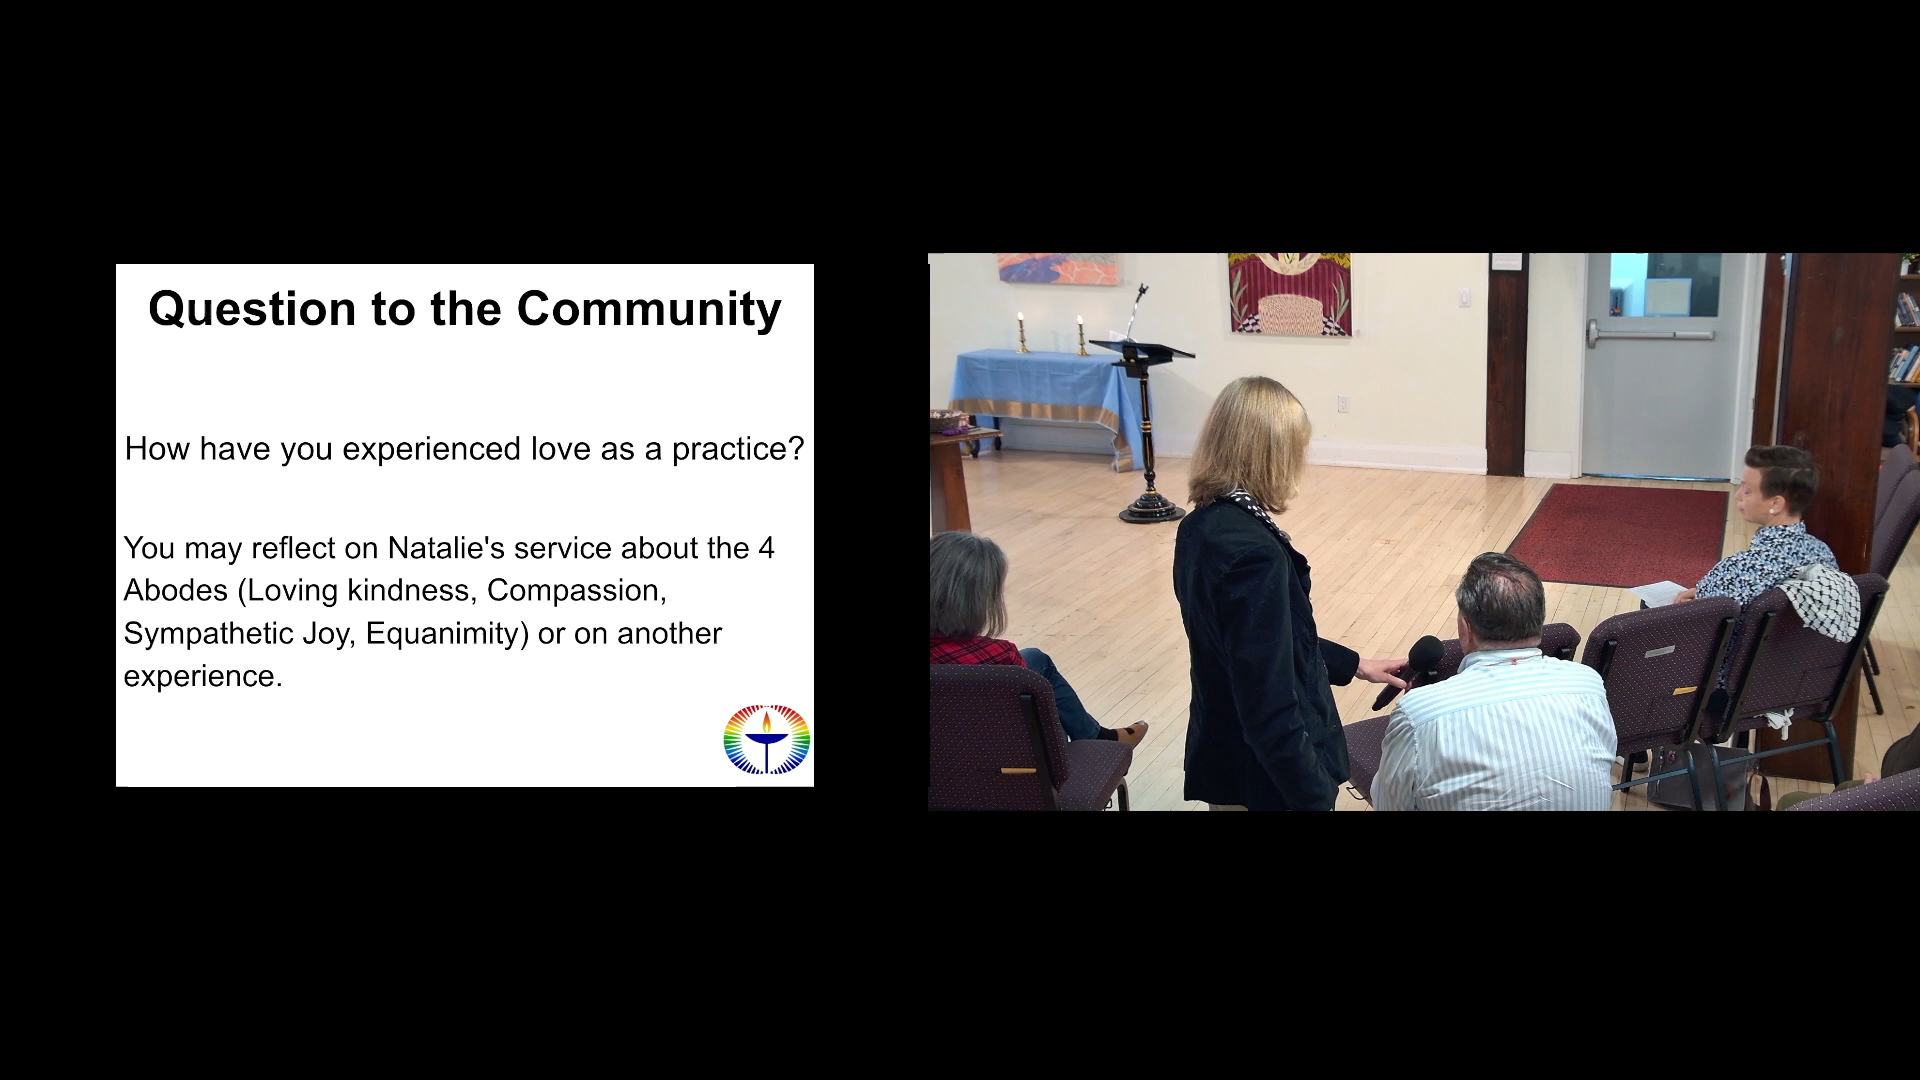 Question to the Community
How have you experienced love as a practice?
You may reflect on Natalie's service about the 4
Abodes (Loving kindness, Compassion,
Sympathetic Joy, Equanimity) or on another
experience.